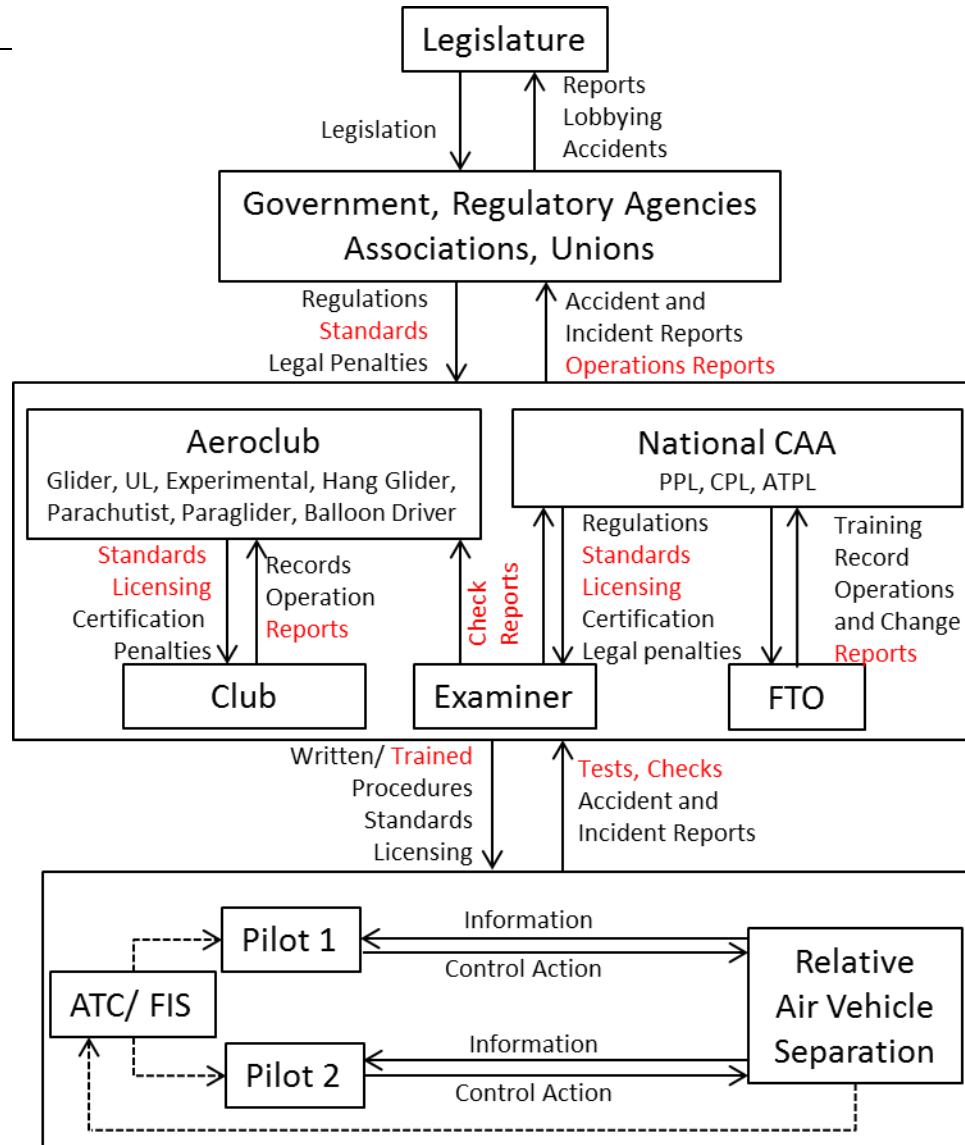 Legislature
Legislation
Reports
Lobbying
Accidents
Government, Regulatory Agencies
Associations, Unions
Regulations
Standards
Legal Penalties
Accident and
Incident Reports
Operations Reports
Aeroclub
Glider, UL, Experimental, Hang Glider,
Parachutist, Paraglider, Balloon Driver
National CAA
PPL, CPL, ATPL
Standards
Licensing
Certification
Penalties
Records
Operation
Reports
Check
Reports
Regulations
Standards
Licensing
Certification
Legal penalties
Training
Record
Operations
and Change
Reports
Club
Examiner
FTO
Written/ Trained
Procedures
Standards
Licensing
Tests, Checks
Accident and
Incident Reports
Pilot 1
Information
Control Action
ATC/ FIS
Relative
Air Vehicle
Separation
Pilot 2
Information
Control Action